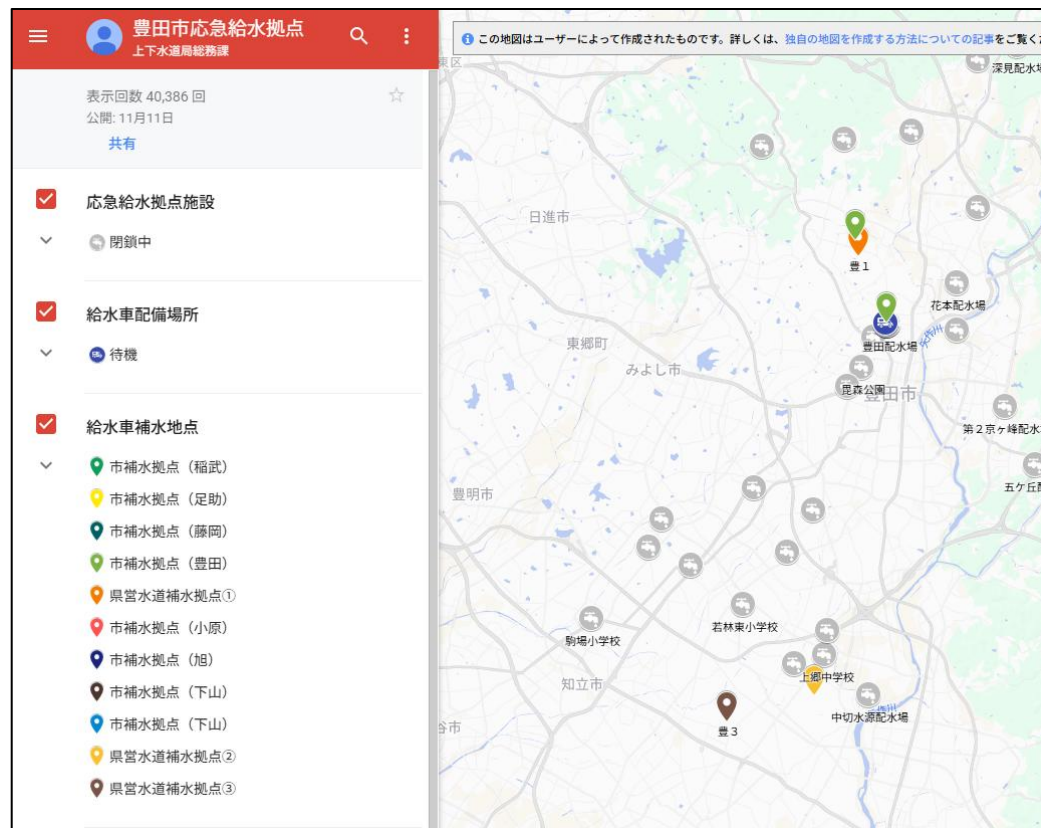 豊田市応急給水拠点
上下水道局総務課
表示回数 40,386 回
公開: 11月11日
共有
応急給水拠点施設
閉鎖中
給水車配備場所
待機
給水車補水地点
市補水拠点（稲武）
市補水拠点（足助）
市補水拠点（藤岡）
市補水拠点（豊田）
県営水道補水拠点①
市補水拠点（小原）
市補水拠点（旭）
市補水拠点（下山）
市補水拠点（下山）
県営水道補水拠点②
県営水道補水拠点③
この地図はユーザーによって作成されたものです。詳しくは、独自の地図を作成する方法についての記事をご覧くだ
東区
深見配水場
日進市
豊１
花本配水場
矢作川
豊田配水場
東郷町
みよし市
毘森公園
豊田市
第２京ヶ峰配水
五ケ丘
豊明市
若林東小学校
駒場小学校
上郷中学校
知立市
中切水源配水場
谷市
豊３